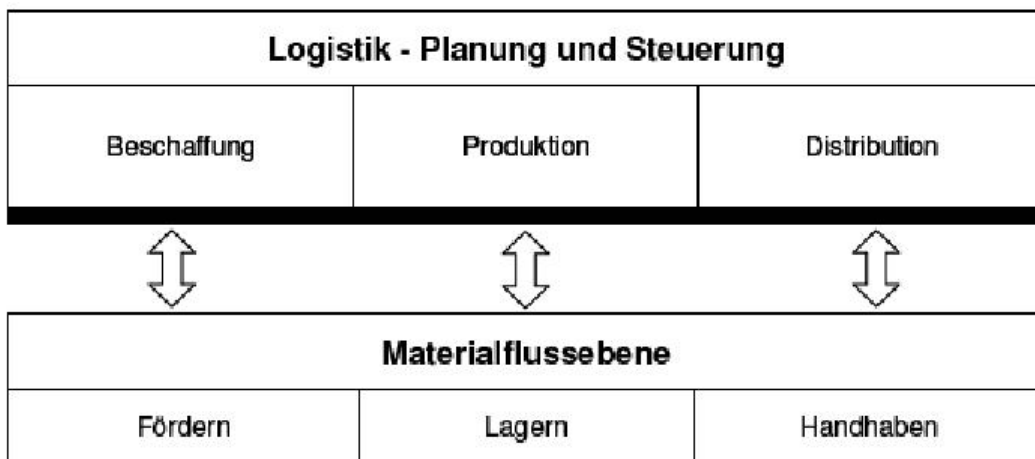 Logistik - Planung und Steuerung
Beschaffung
Produktion
Distribution
Materialflussebene
Fördern
Lagern
Handhaben